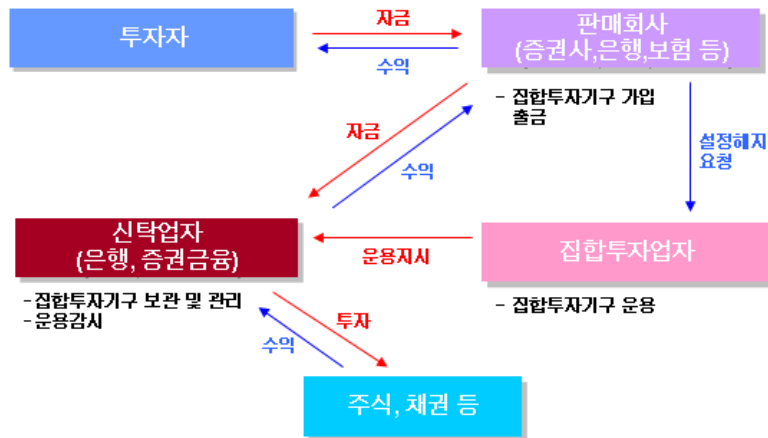 투자자
자금
수익
판매회사
(증권사,은행,보험 등)
- 집합투자기구 가입
출금
자금
수익
설정해지
요청
신탁업자
(은행, 증권금융)
운용지시
집합투자업자
-집합투자기구 보관 및 관리
-운용감시
- 집합투자기구 운용
투자
수익
주식, 채권 등